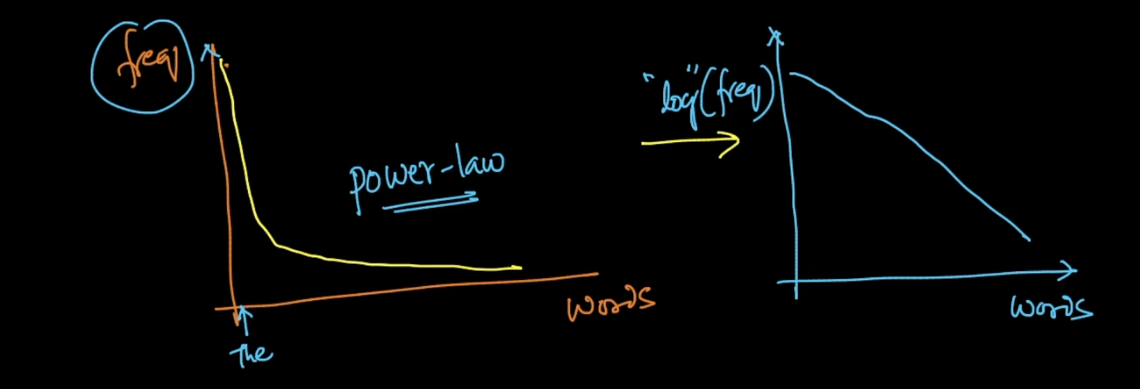 freq
"log"(freq)
power-law
words
words
The